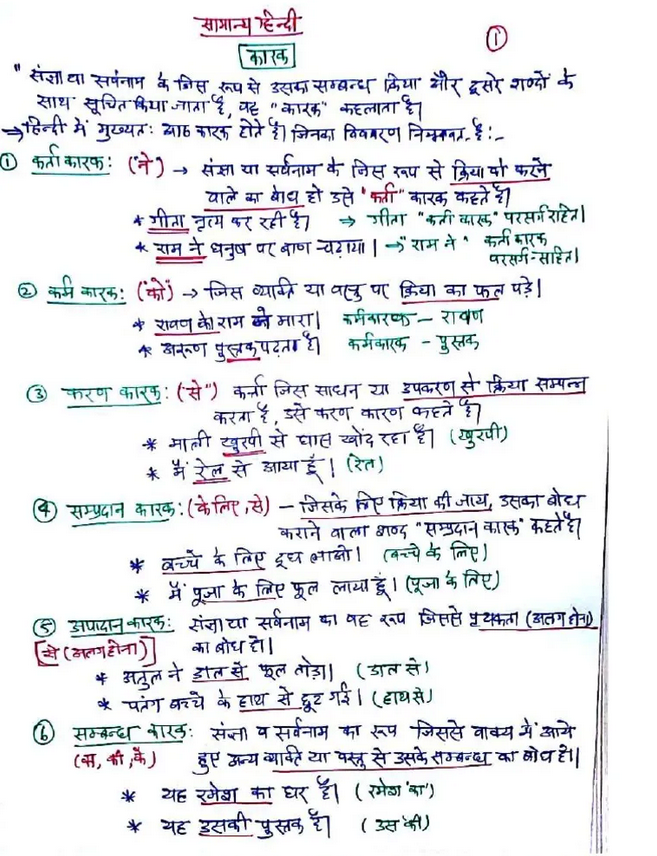 सामान्य हिन्दी
①
कारक
" संज्ञा या सर्वनाम के जिस रूप से उसका सम्बन्ध क्रिया और दूसरे शब्दों के
साथ सूचित किया जाता है, वह "कारक" कहलाता है।
→ हिन्दी में मुख्यतः आठ कारक होते है। जिनका विवरण निम्नवत् है:-
① कर्ता कारक: (ने) → संज्ञा या सर्वनाम के जिस रूप से क्रिया को करने
वाले का बोध हो उसे "कर्ता" कारक कहते है।
* गीता नृत्य कर रही है। ⇒ गीता "कर्ता कारक" परसर्ग रहित।
* राम ने धनुष पर बाण चढ़ाया। → "राम ने" कर्ता कारक
परसर्ग-सहित।
② कर्म कारक: (को) → जिस व्यक्ति या वस्तु पर क्रिया का फल पड़े।
* रावण को राम ने मारा। कर्मकारक – रावण
* अरूण पुस्तक पढ़ता है। कर्मकारक - पुस्तक
③ करण कारक: (से") कर्ता जिस साधन या उपकरण से क्रिया सम्पन्न
करता है, उसे करण कारण कहते है।
* माली खुरपी से घास खोंद रहा है। (खुरपी)
* मैं रेल से आया हूँ। (रेल)
④ सम्प्रदान कारक: (के लिए, से) – जिसके लिए क्रिया की जाय, उसका बोध
कराने वाला शब्द "सम्प्रदान कारक" कहते है।
* बच्चे के लिए दूध लाओ। (बच्चे के लिए)
* मैं पूजा के लिए फूल लाया हूं। (पूजा के लिए)
⑤ अपादान कारक: संज्ञा या सर्वनाम का वह रूप जिससे पृथकता (अलग होना)
[से (अलग होना)] का बोध हो।
* अतुल ने डाल से फूल तोड़ा। (डाल से)
* पतंग बच्चे के हाथ से छूट गई। (हाथ से)
⑥ सम्बन्ध कारक: संज्ञा व सर्वनाम का रूप जिससे वाक्य में आये
(का, की, के) हुए अन्य व्यक्ति या वस्तु से उसके सम्बन्ध का बोध हो।
* यह रमेश का घर है। (रमेश 'का')
* यह उसकी पुस्तक है। (उस 'की')